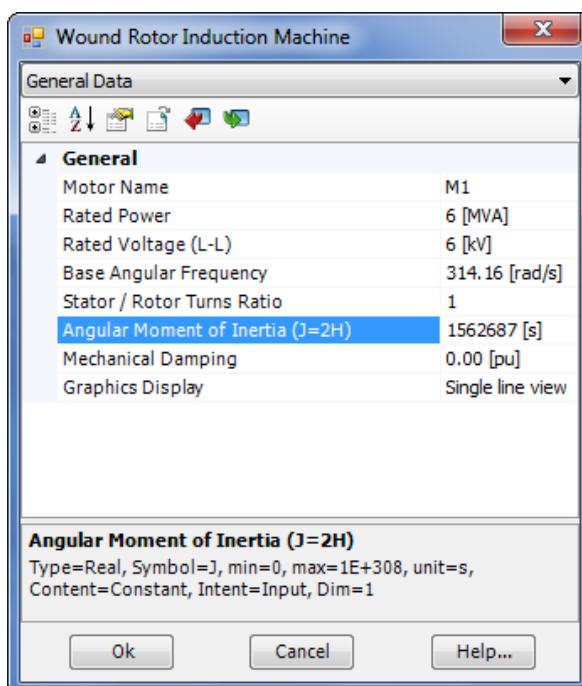 Wound Rotor Induction Machine
General Data
General
Motor Name M1
Rated Power 6 [MVA]
Rated Voltage (L-L) 6 [kV]
Base Angular Frequency 314.16 [rad/s]
Stator / Rotor Turns Ratio 1
Angular Moment of Inertia (J=2H) 1562687 [s]
Mechanical Damping 0.00 [pu]
Graphics Display Single line view
Angular Moment of Inertia (J=2H)
Type=Real, Symbol=J, min=0, max=1E+308, unit=s,
Content=Constant, Intent=Input, Dim=1
Ok Cancel Help...